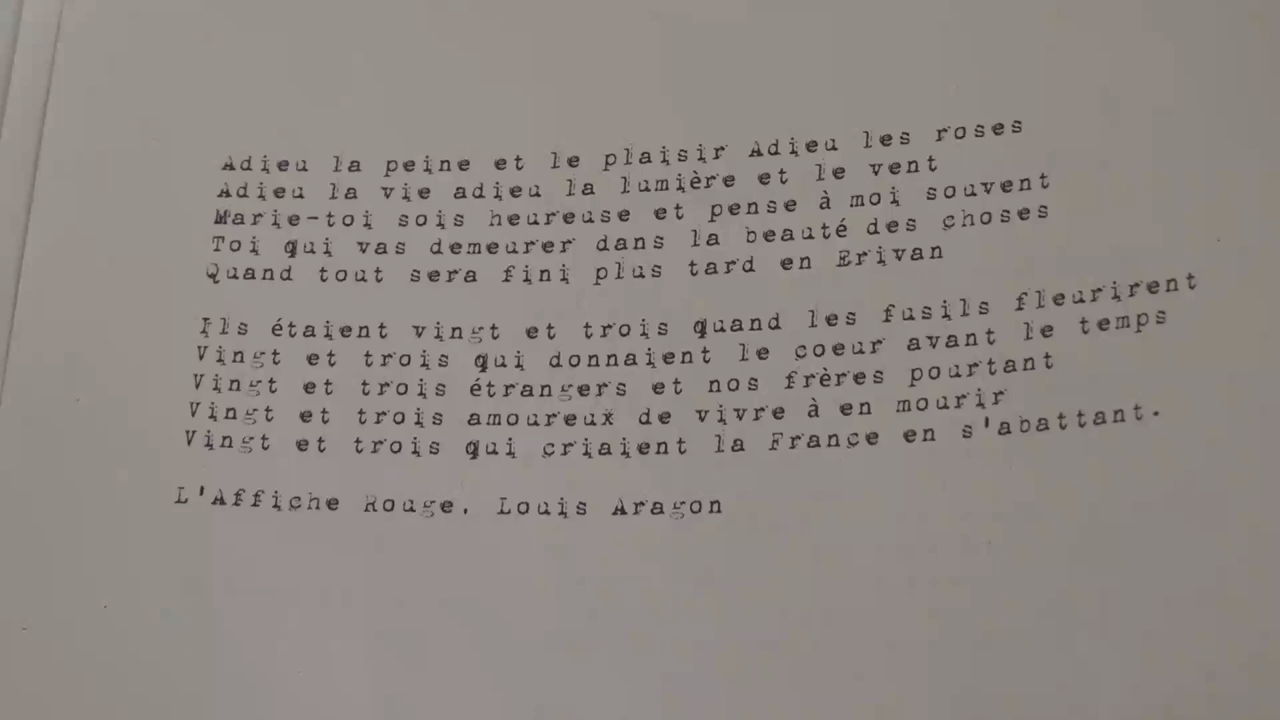 Adieu la peine et le plaisir Adieu les roses
Adieu la vie adieu la lumière et le vent
Marie-toi sois heureuse et pense à moi souvent
Toi qui vas demeurer dans la beauté des choses
Quand tout sera fini plus tard en Erivan
Ils étaient vingt et trois quand les fusils fleurirent
Vingt et trois qui donnaient le coeur avant le temps
Vingt et trois étrangers et nos frères pourtant
Vingt et trois amoureux de vivre à en mourir
Vingt et trois qui criaient la France en s'abattant.
L'Affiche Rouge. Louis Aragon